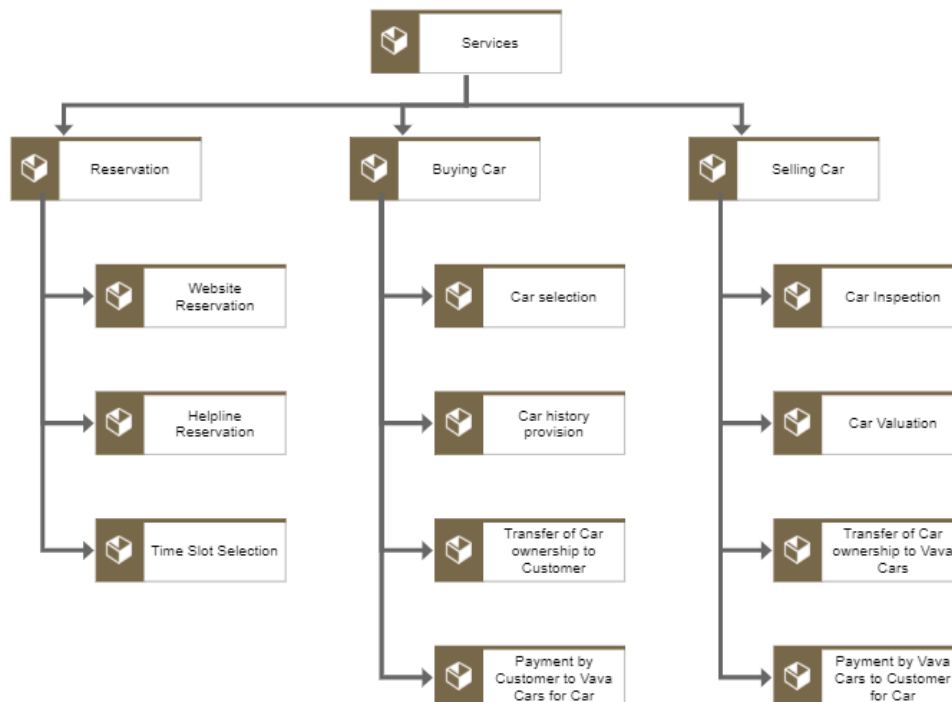 Services
Reservation
Buying Car
Selling Car
Website
Reservation
Car selection
Car Inspection
Helpline
Reservation
Car history
provision
Car Valuation
Time Slot Selection
Transfer of Car
ownership to
Customer
Transfer of Car
ownership to Vava
Cars
Payment by
Customer to Vava
Cars for Car
Payment by Vava
Cars to Customer
for Car